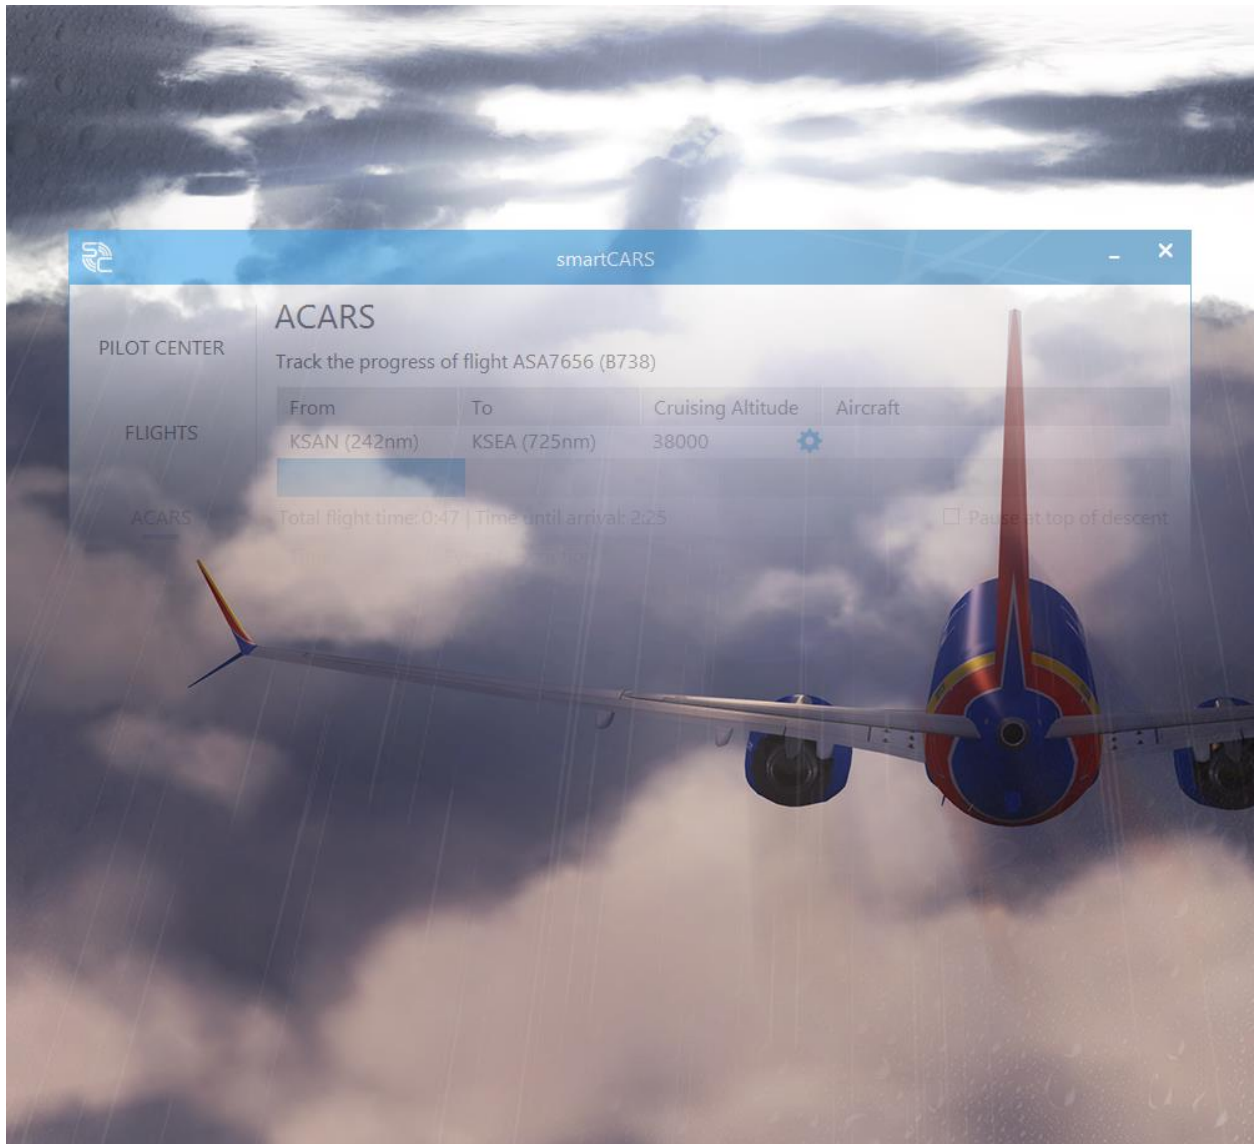 SC
smartCARS
PILOT CENTER
FLIGHTS
ACARS
ACARS
Track the progress of flight ASA7656 (B738)
From To Cruising Altitude Aircraft
KSAN (242nm) KSEA (725nm) 38000
Total flight time: 0:47 | Time until arrival: 2:25
Pause at top of descent